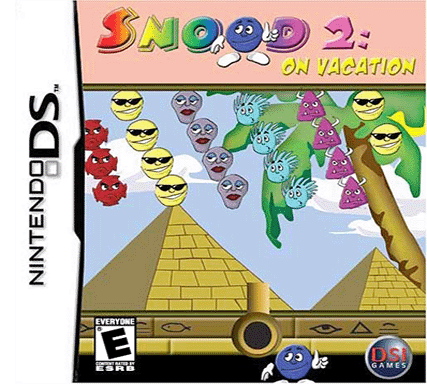 SNOOD 2:
ON VACATION
NINTENDO DS™
EVERYONE
E
CONTENT RATED BY
ESRB
DSI
GAMES